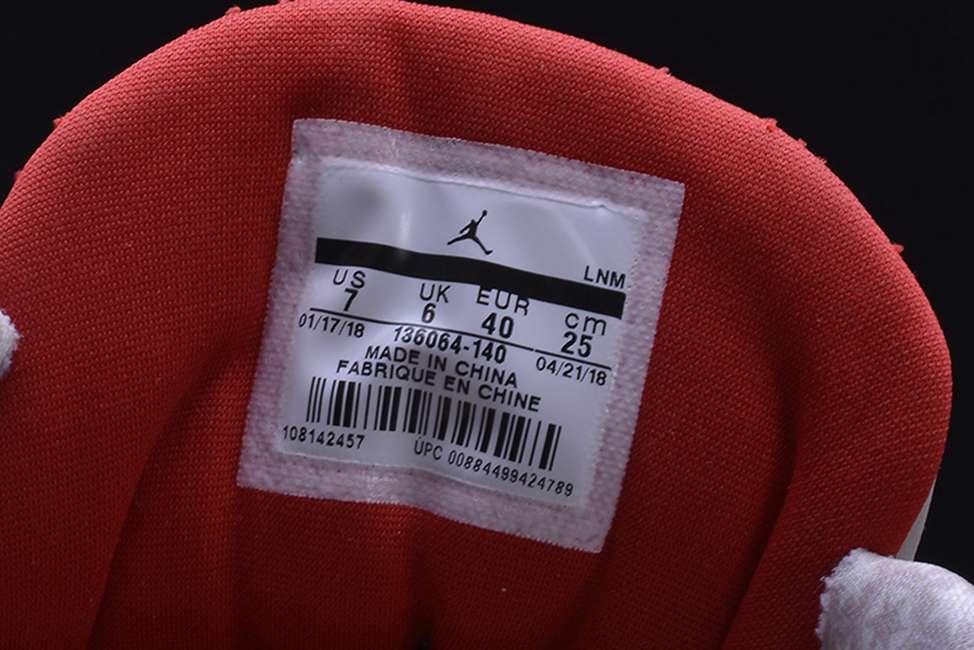 LNM
US UK EUR cm
7 6 40 25
01/17/18 136064-140 04/21/18
MADE IN CHINA
FABRIQUE EN CHINE
108142457 UPC 00884499424789